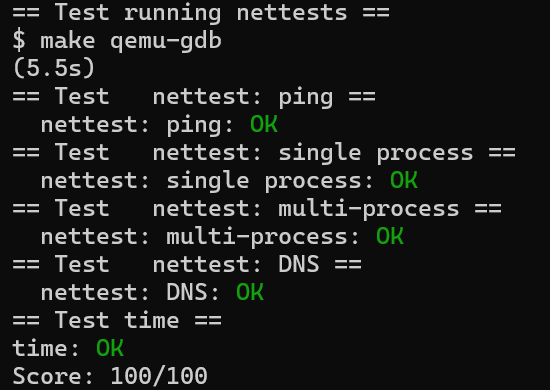 == Test running nettests ==
$ make qemu-gdb
(5.5s)
== Test   nettest: ping ==
  nettest: ping: OK
== Test   nettest: single process ==
  nettest: single process: OK
== Test   nettest: multi-process ==
  nettest: multi-process: OK
== Test   nettest: DNS ==
  nettest: DNS: OK
== Test time ==
time: OK
Score: 100/100